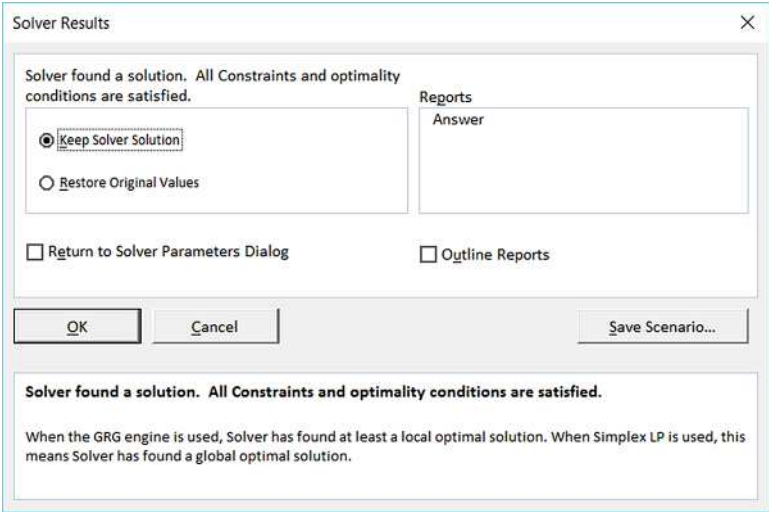 Solver Results
Solver found a solution.  All Constraints and optimality
conditions are satisfied.
Reports
Answer
Keep Solver Solution
Restore Original Values
Return to Solver Parameters Dialog
Outline Reports
OK
Cancel
Save Scenario...
Solver found a solution.  All Constraints and optimality conditions are satisfied.
When the GRG engine is used, Solver has found at least a local optimal solution. When Simplex LP is used, this
means Solver has found a global optimal solution.